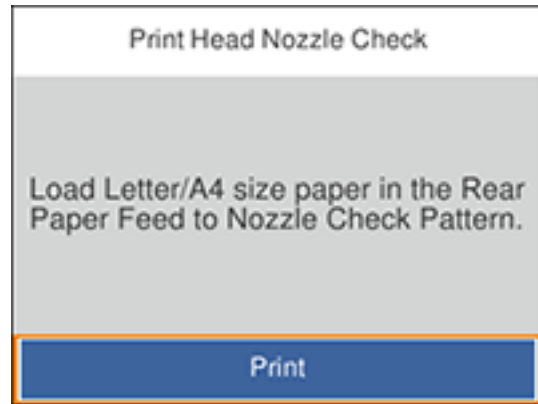 Print Head Nozzle Check
Load Letter/A4 size paper in the Rear
Paper Feed to Nozzle Check Pattern.
Print